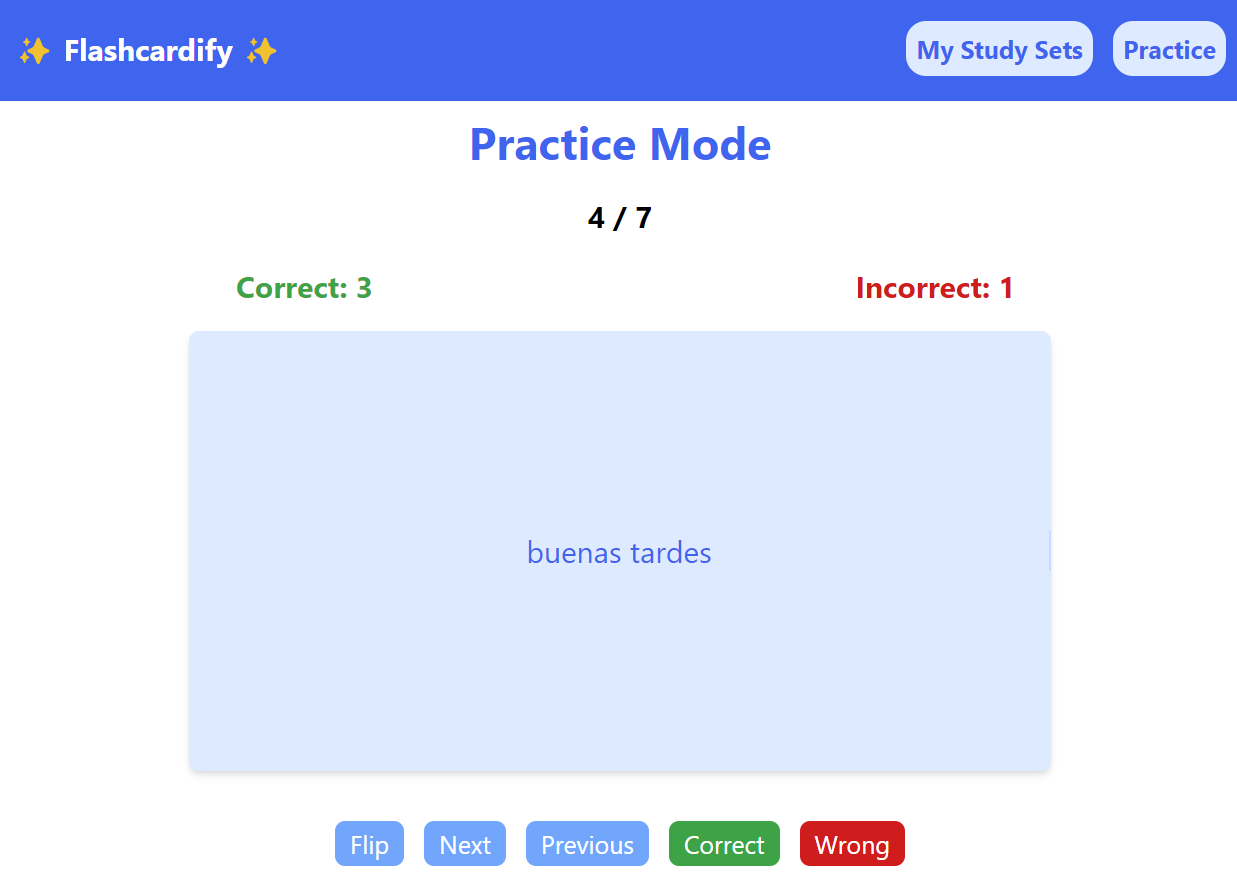 ✨ Flashcardify ✨ My Study Sets Practice
Practice Mode
4 / 7
Correct: 3 Incorrect: 1
buenas tardes
Flip Next Previous Correct Wrong